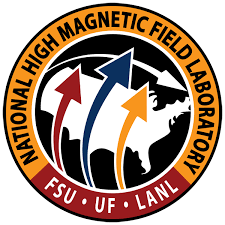 NATIONAL HIGH MAGNETIC FIELD LABORATORY
FSU • UF • LANL